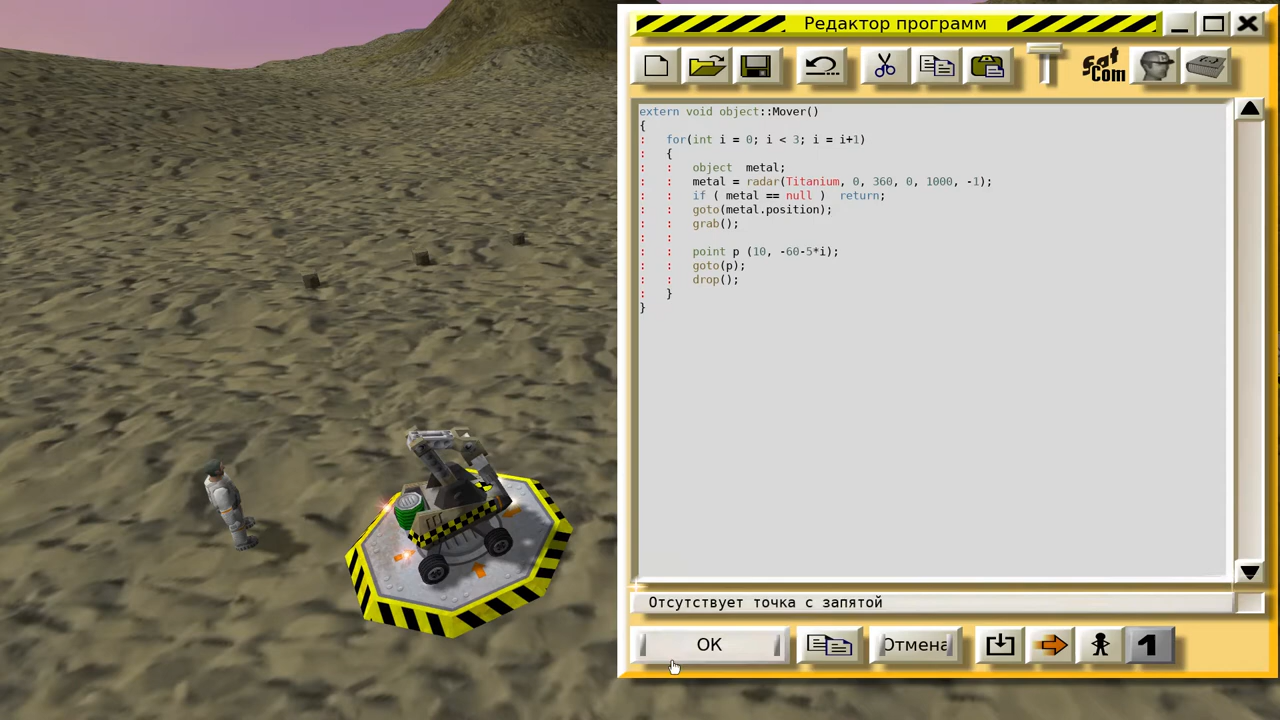 Редактор программ
Sat
Com
extern void object::Mover()
{
: for(int i = 0; i < 3; i = i+1)
: {
: : object  metal;
: : metal = radar(Titanium, 0, 360, 0, 1000, -1);
: : if ( metal == null )  return;
: : goto(metal.position);
: : grab();
: :
: : point p (10, -60-5*i);
: : goto(p);
: : drop();
: }
}
Отсутствует точка с запятой
OK
Отмена
1